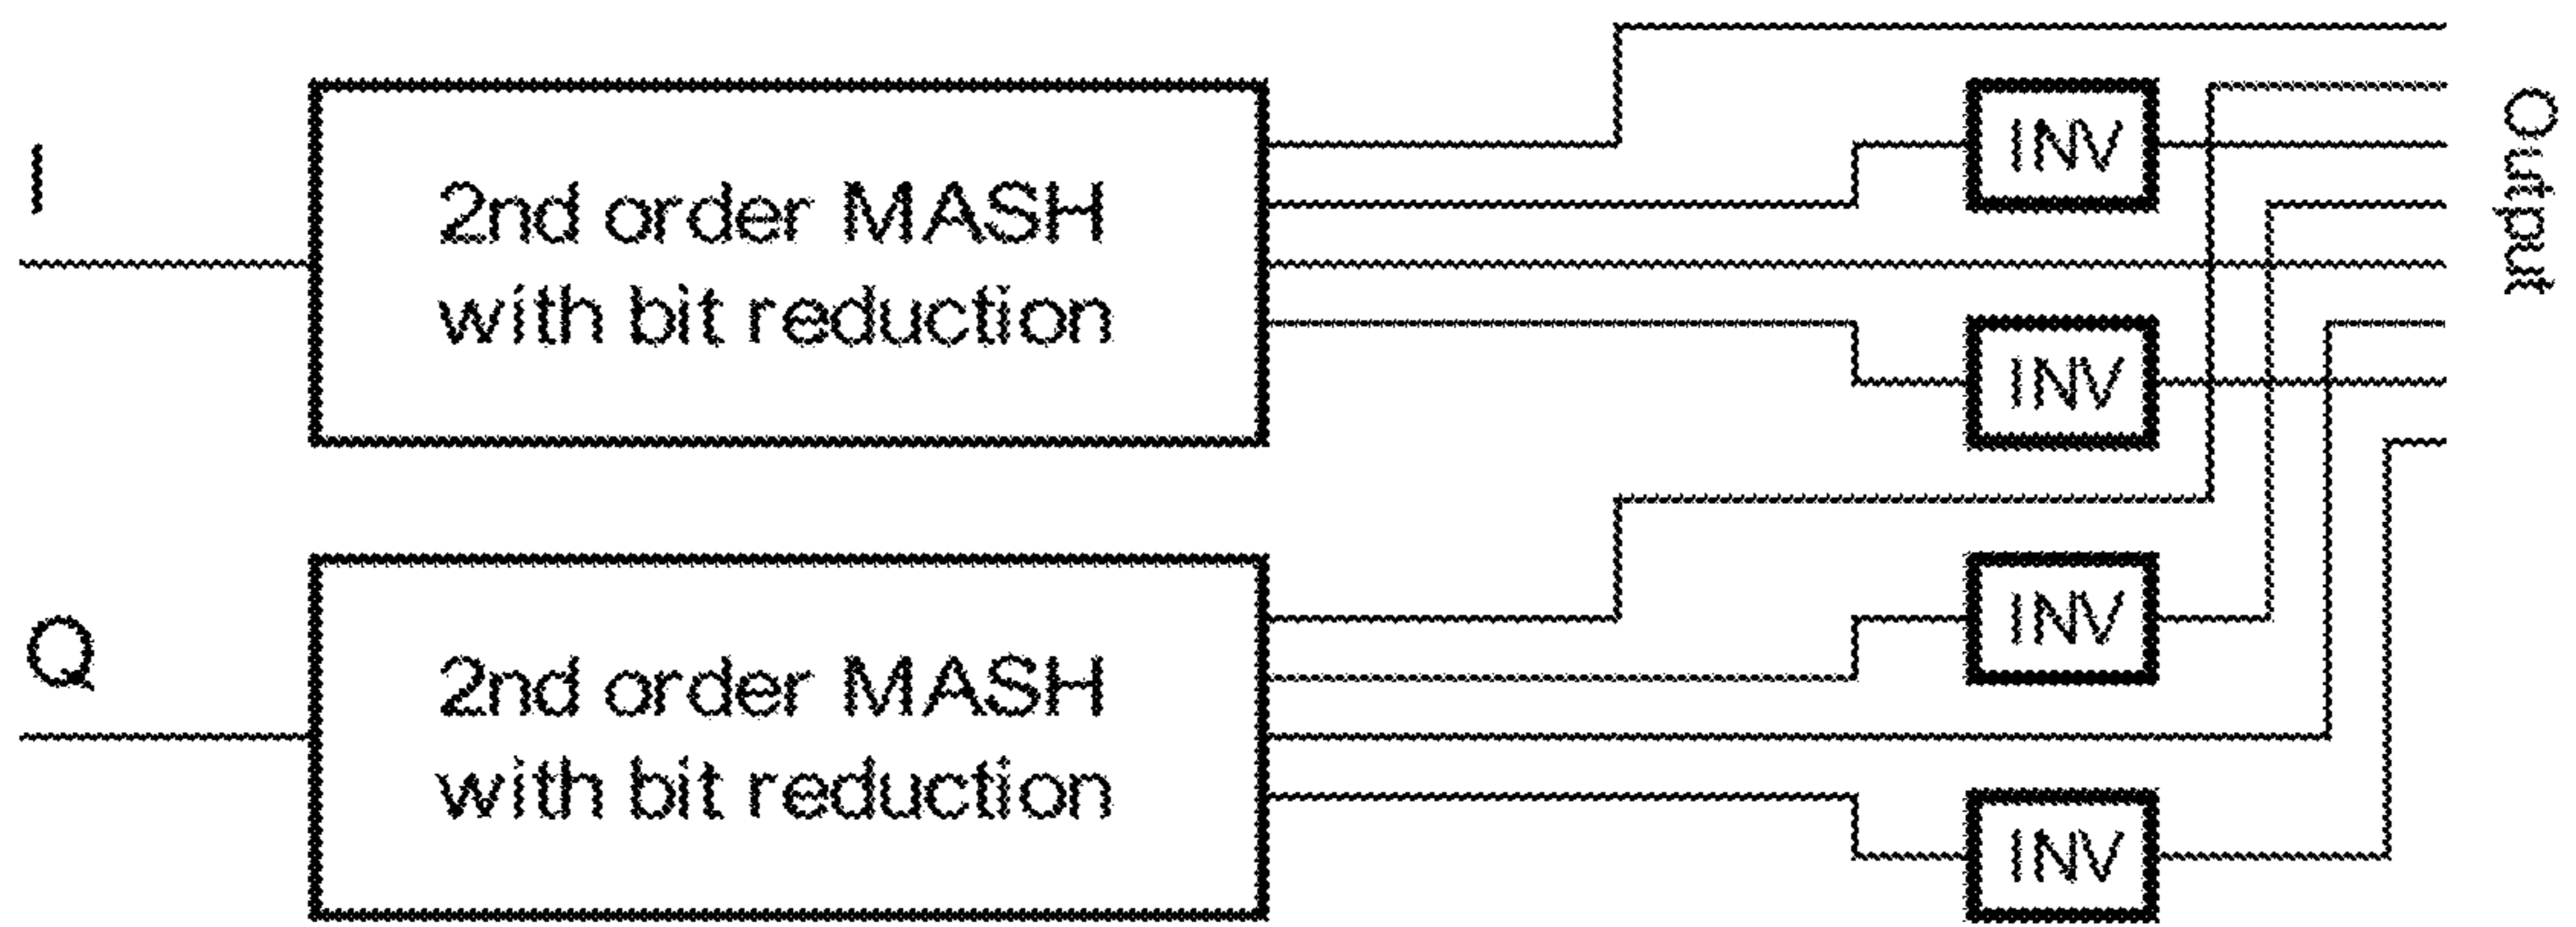 I
2nd order MASH
with bit reduction
INV
INV
Output
Q
2nd order MASH
with bit reduction
INV
INV